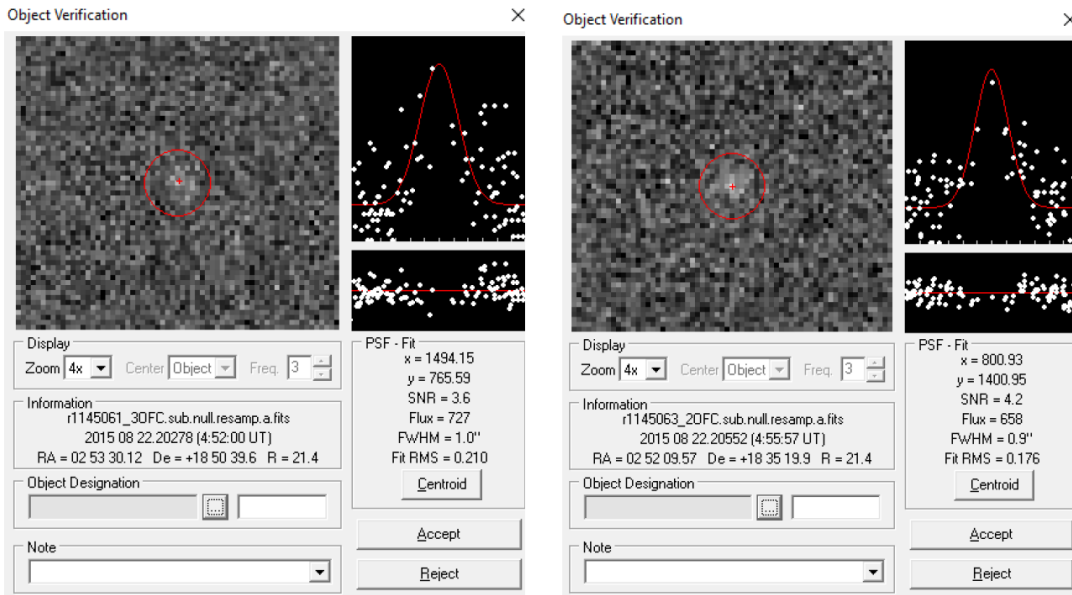 Object Verification
Display
Zoom 4x Center Object Freq. 3
Information
r1145061_3OFC.sub.null.resamp.a.fits
2015 08 22.20278 (4:52:00 UT)
RA = 02 53 30.12 De = +18 50 39.6 R = 21.4
Object Designation
...
Note
PSF - Fit
x = 1494.15
y = 765.59
SNR = 3.6
Flux = 727
FWHM = 1.0"
Fit RMS = 0.210
Centroid
Accept
Reject
Object Verification
Display
Zoom 4x Center Object Freq. 3
Information
r1145063_2OFC.sub.null.resamp.a.fits
2015 08 22.20552 (4:55:57 UT)
RA = 02 52 09.57 De = +18 35 19.9 R = 21.4
Object Designation
...
Note
PSF - Fit
x = 800.93
y = 1400.95
SNR = 4.2
Flux = 658
FWHM = 0.9"
Fit RMS = 0.176
Centroid
Accept
Reject